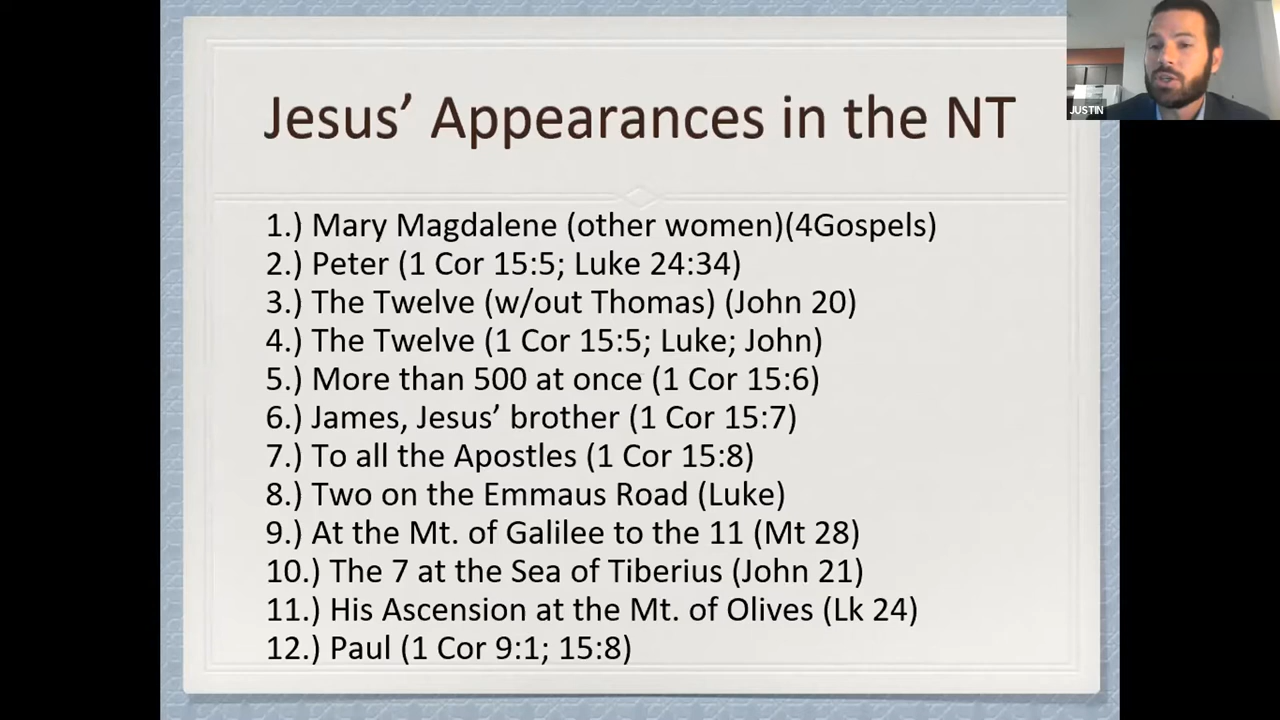 Jesus’ Appearances in the NT
JUSTIN
1.) Mary Magdalene (other women)(4Gospels)
2.) Peter (1 Cor 15:5; Luke 24:34)
3.) The Twelve (w/out Thomas) (John 20)
4.) The Twelve (1 Cor 15:5; Luke; John)
5.) More than 500 at once (1 Cor 15:6)
6.) James, Jesus’ brother (1 Cor 15:7)
7.) To all the Apostles (1 Cor 15:8)
8.) Two on the Emmaus Road (Luke)
9.) At the Mt. of Galilee to the 11 (Mt 28)
10.) The 7 at the Sea of Tiberius (John 21)
11.) His Ascension at the Mt. of Olives (Lk 24)
12.) Paul (1 Cor 9:1; 15:8)